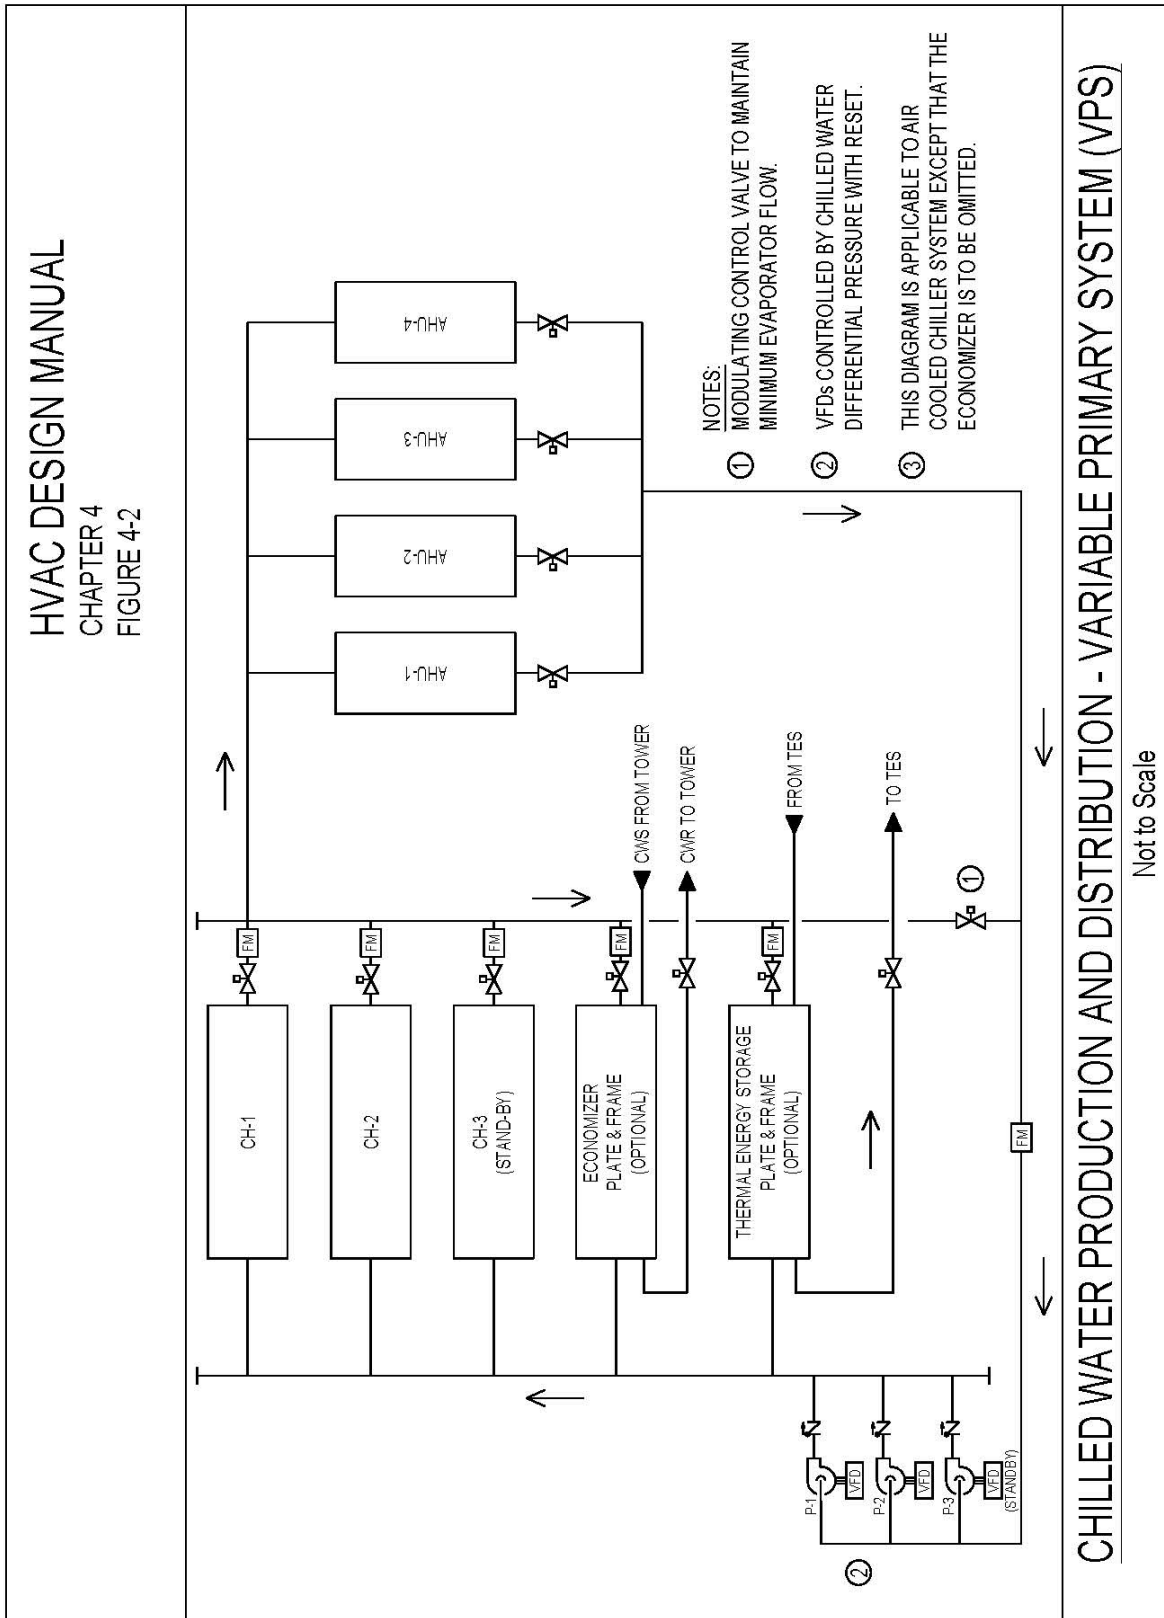 HVAC DESIGN MANUAL
CHAPTER 4
FIGURE 4-2
CH-1
FM
CH-2
FM
CH-3
(STAND-BY)
FM
ECONOMIZER
PLATE & FRAME
(OPTIONAL)
FM
CWS FROM TOWER
CWR TO TOWER
THERMAL ENERGY STORAGE
PLATE & FRAME
(OPTIONAL)
FM
FROM TES
TO TES
AHU-1
AHU-2
AHU-3
AHU-4
P-1
VFD
P-2
VFD
P-3
VFD
(STANDBY)
2
FM
1
NOTES:
1 MODULATING CONTROL VALVE TO MAINTAIN
MINIMUM EVAPORATOR FLOW.
2 VFDs CONTROLLED BY CHILLED WATER
DIFFERENTIAL PRESSURE WITH RESET.
3 THIS DIAGRAM IS APPLICABLE TO AIR
COOLED CHILLER SYSTEM EXCEPT THAT THE
ECONOMIZER IS TO BE OMITTED.
CHILLED WATER PRODUCTION AND DISTRIBUTION - VARIABLE PRIMARY SYSTEM (VPS)
Not to Scale